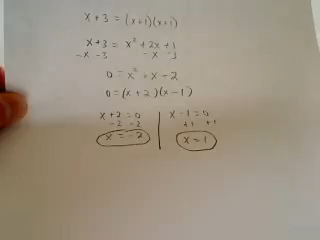 x + 3 = (x+1)(x+1)
x + 3 = x² + 2x + 1
-x -3 -x -3
0 = x² + x - 2
0 = (x+2)(x-1)
x + 2 = 0 x - 1 = 0
-2 -2 +1 +1
x = -2 x = 1